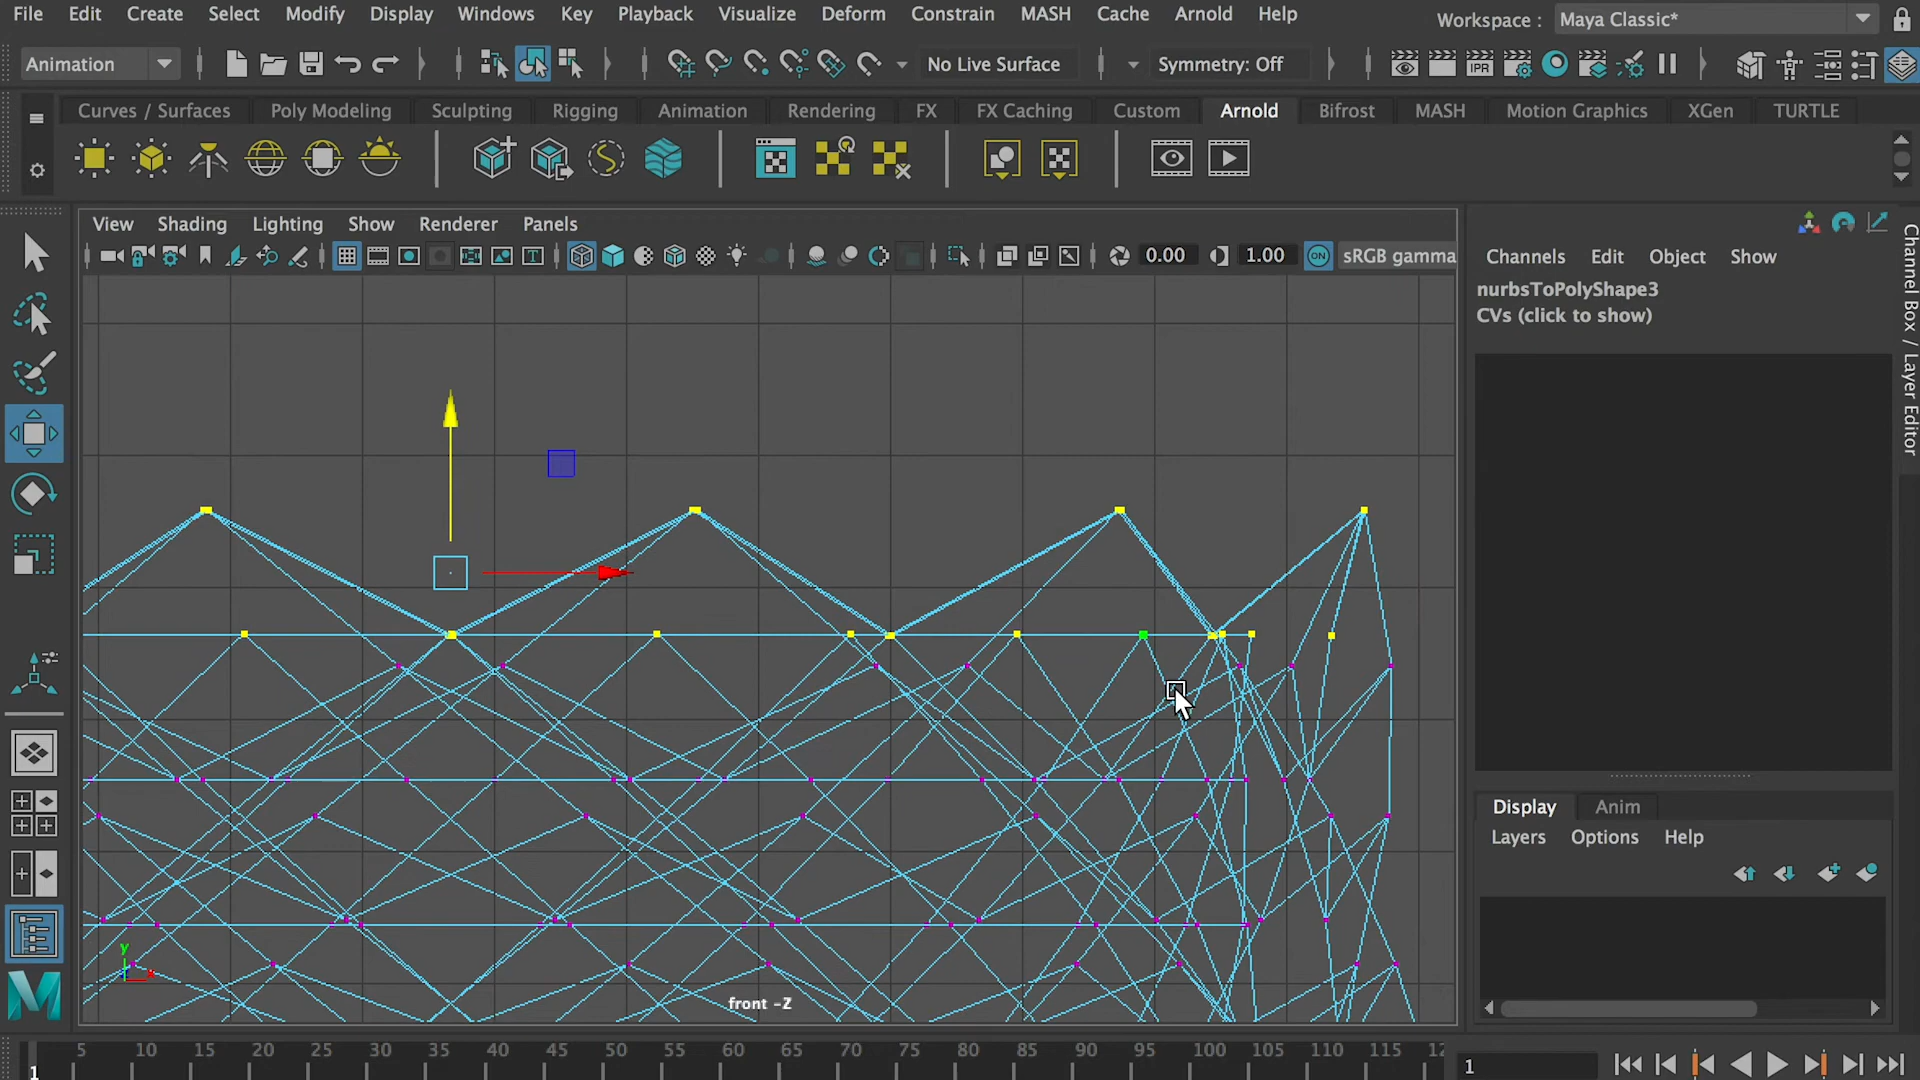 File Edit Create Select Modify Display Windows Key Playback Visualize Deform Constrain MASH Cache Arnold Help Workspace : Maya Classic*
Animation No Live Surface Symmetry: Off
IPR
Curves / Surfaces Poly Modeling Sculpting Rigging Animation Rendering FX FX Caching Custom Arnold Bifrost MASH Motion Graphics XGen TURTLE
View Shading Lighting Show Renderer Panels
0.00 1.00 ON sRGB gamma
Channels Edit Object Show
nurbsToPolyShape3
CVs (click to show)
Channel Box / Layer Editor
Display Anim
Layers Options Help
y
x
front -Z
5 10 15 20 25 30 35 40 45 50 55 60 65 70 75 80 85 90 95 100 105 110 115 12
1
1